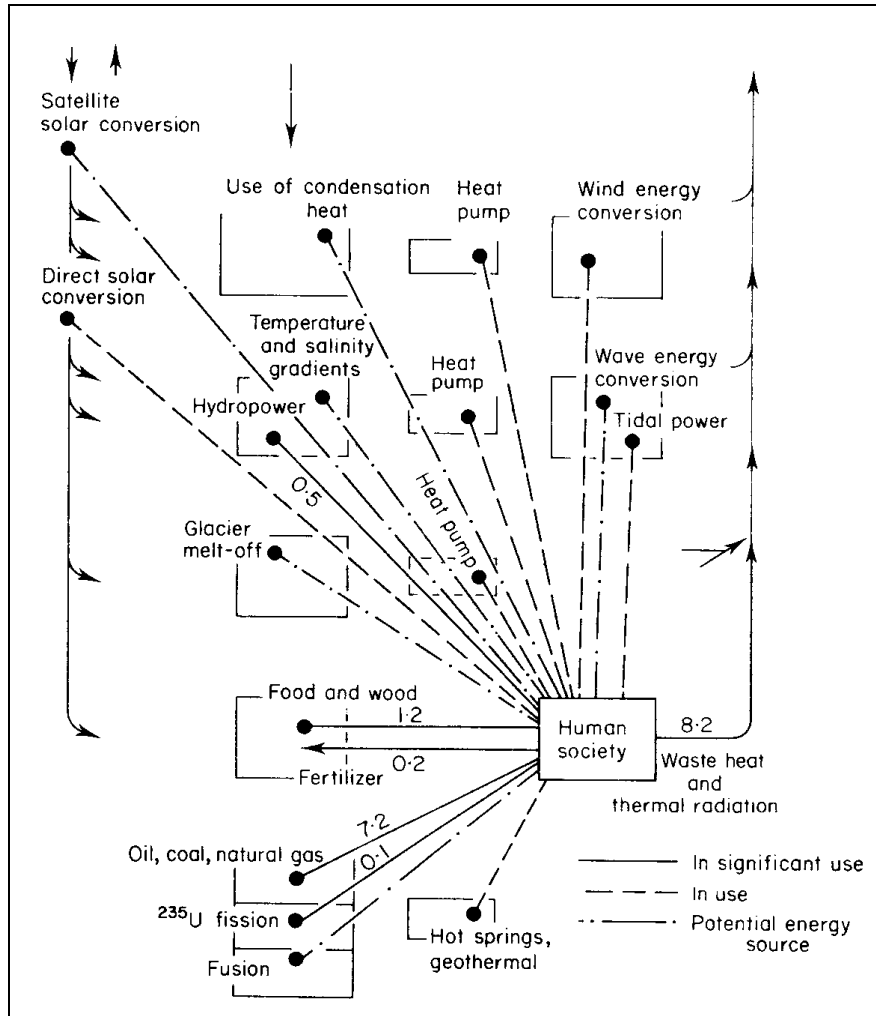 Satellite
solar conversion
Use of condensation
heat
Heat
pump
Wind energy
conversion
Direct solar
conversion
Temperature
and salinity
gradients
Heat
pump
Wave energy
conversion
Hydropower
Tidal power
0·5
Heat pump
Glacier
melt-off
Food and wood
1·2
Human
society
8·2
0·2
Fertilizer
Waste heat
and
thermal radiation
7·2
Oil, coal, natural gas
0·1
In significant use
In use
²³⁵U fission
Potential energy
source
Hot springs,
geothermal
Fusion